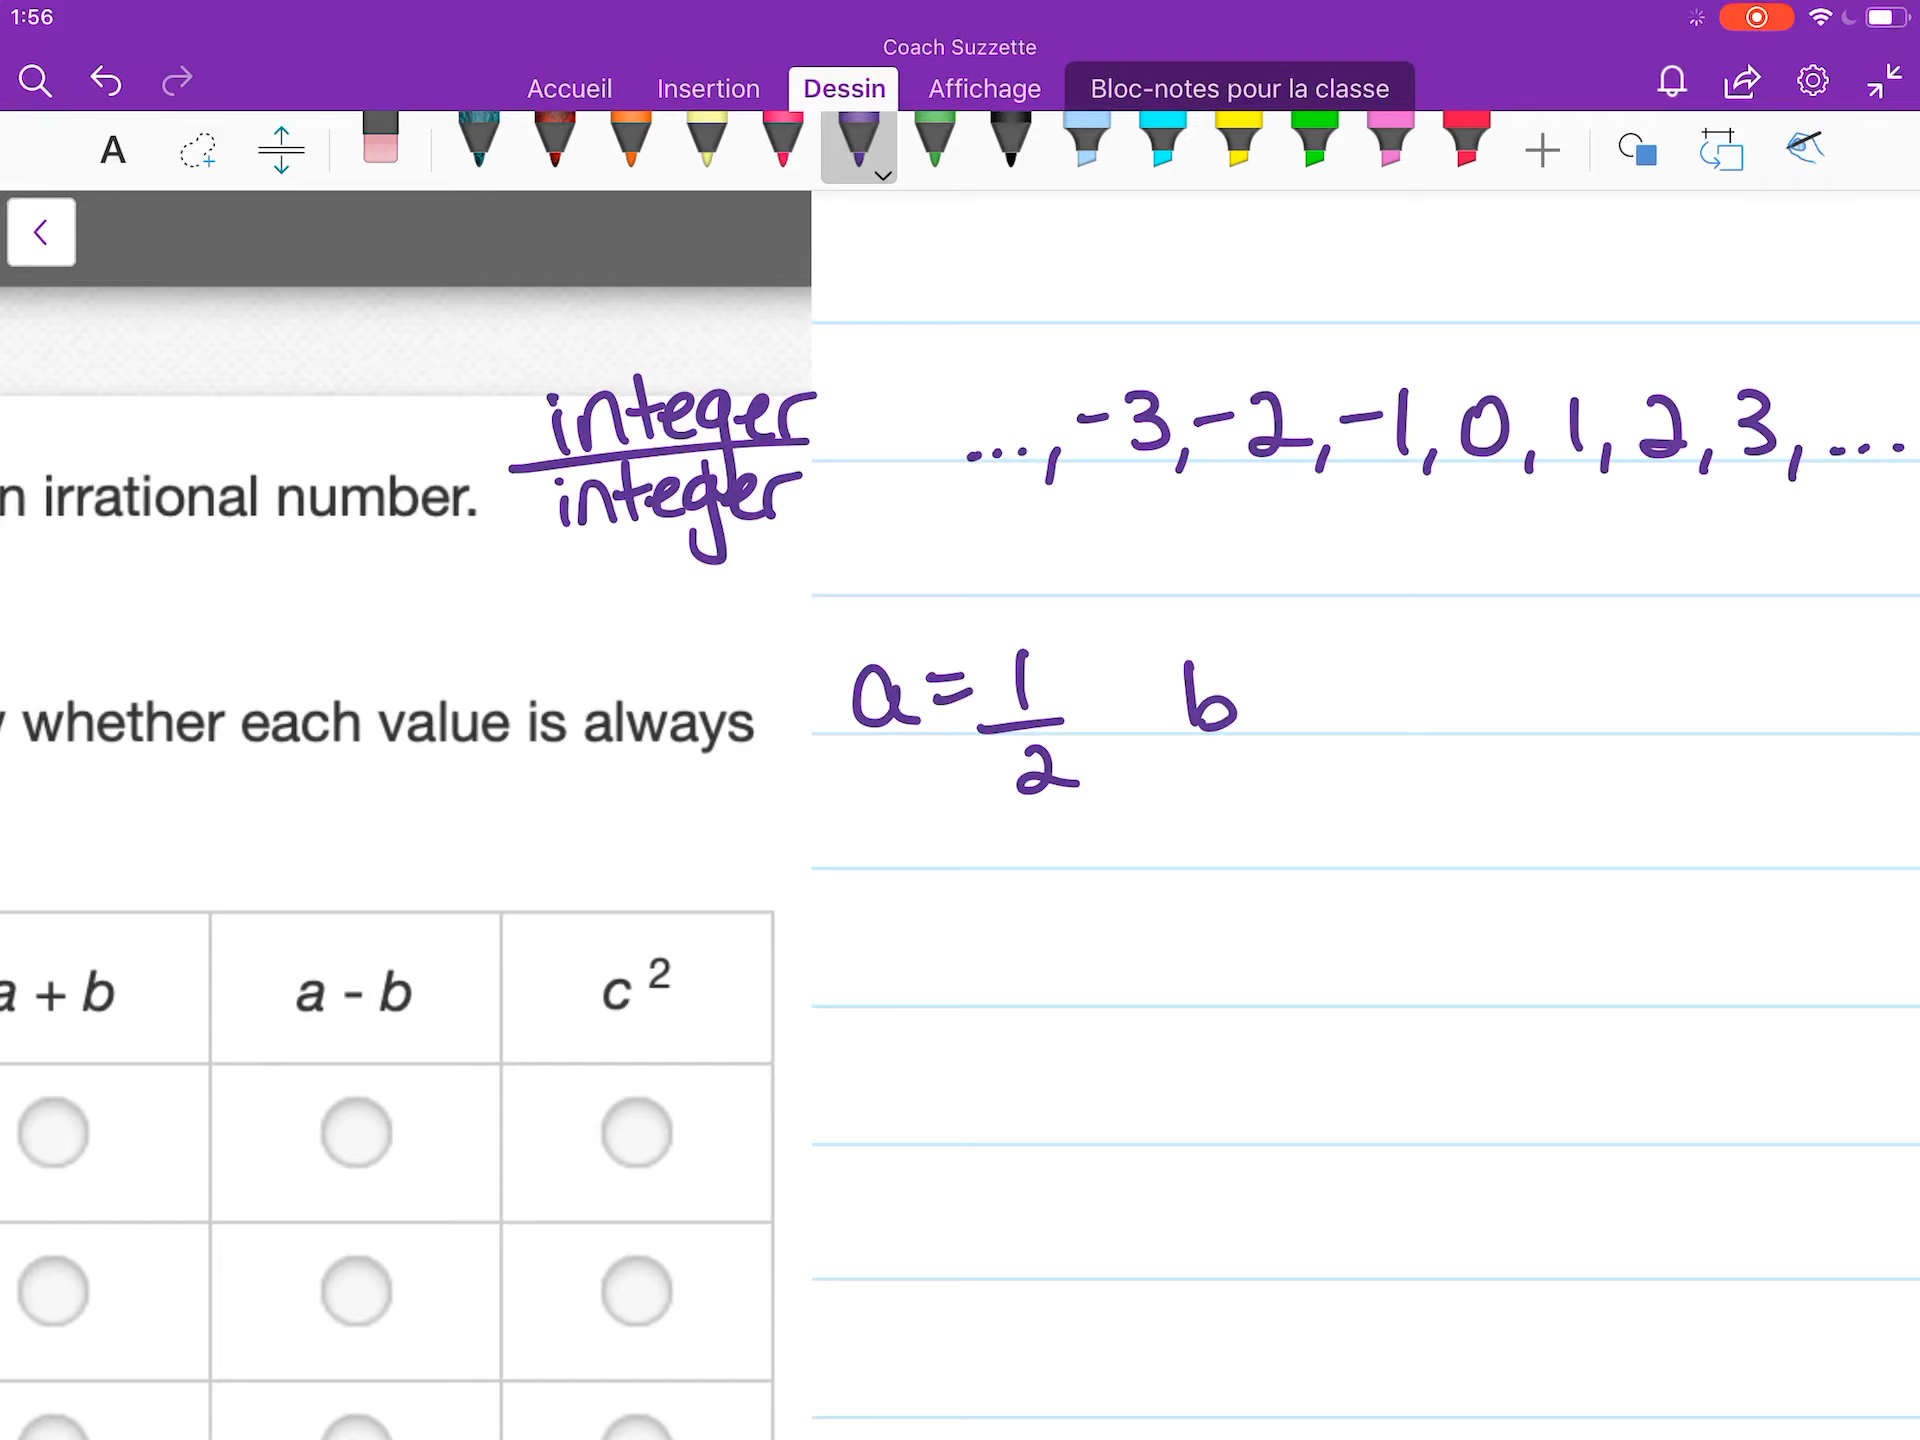 1:56
Coach Suzzette
Accueil Insertion Dessin Affichage Bloc-notes pour la classe
A
integer
integer
..., -3, -2, -1, 0, 1, 2, 3, ...
n irrational number.
a = 1/2 b
whether each value is always
a + b a - b c ²